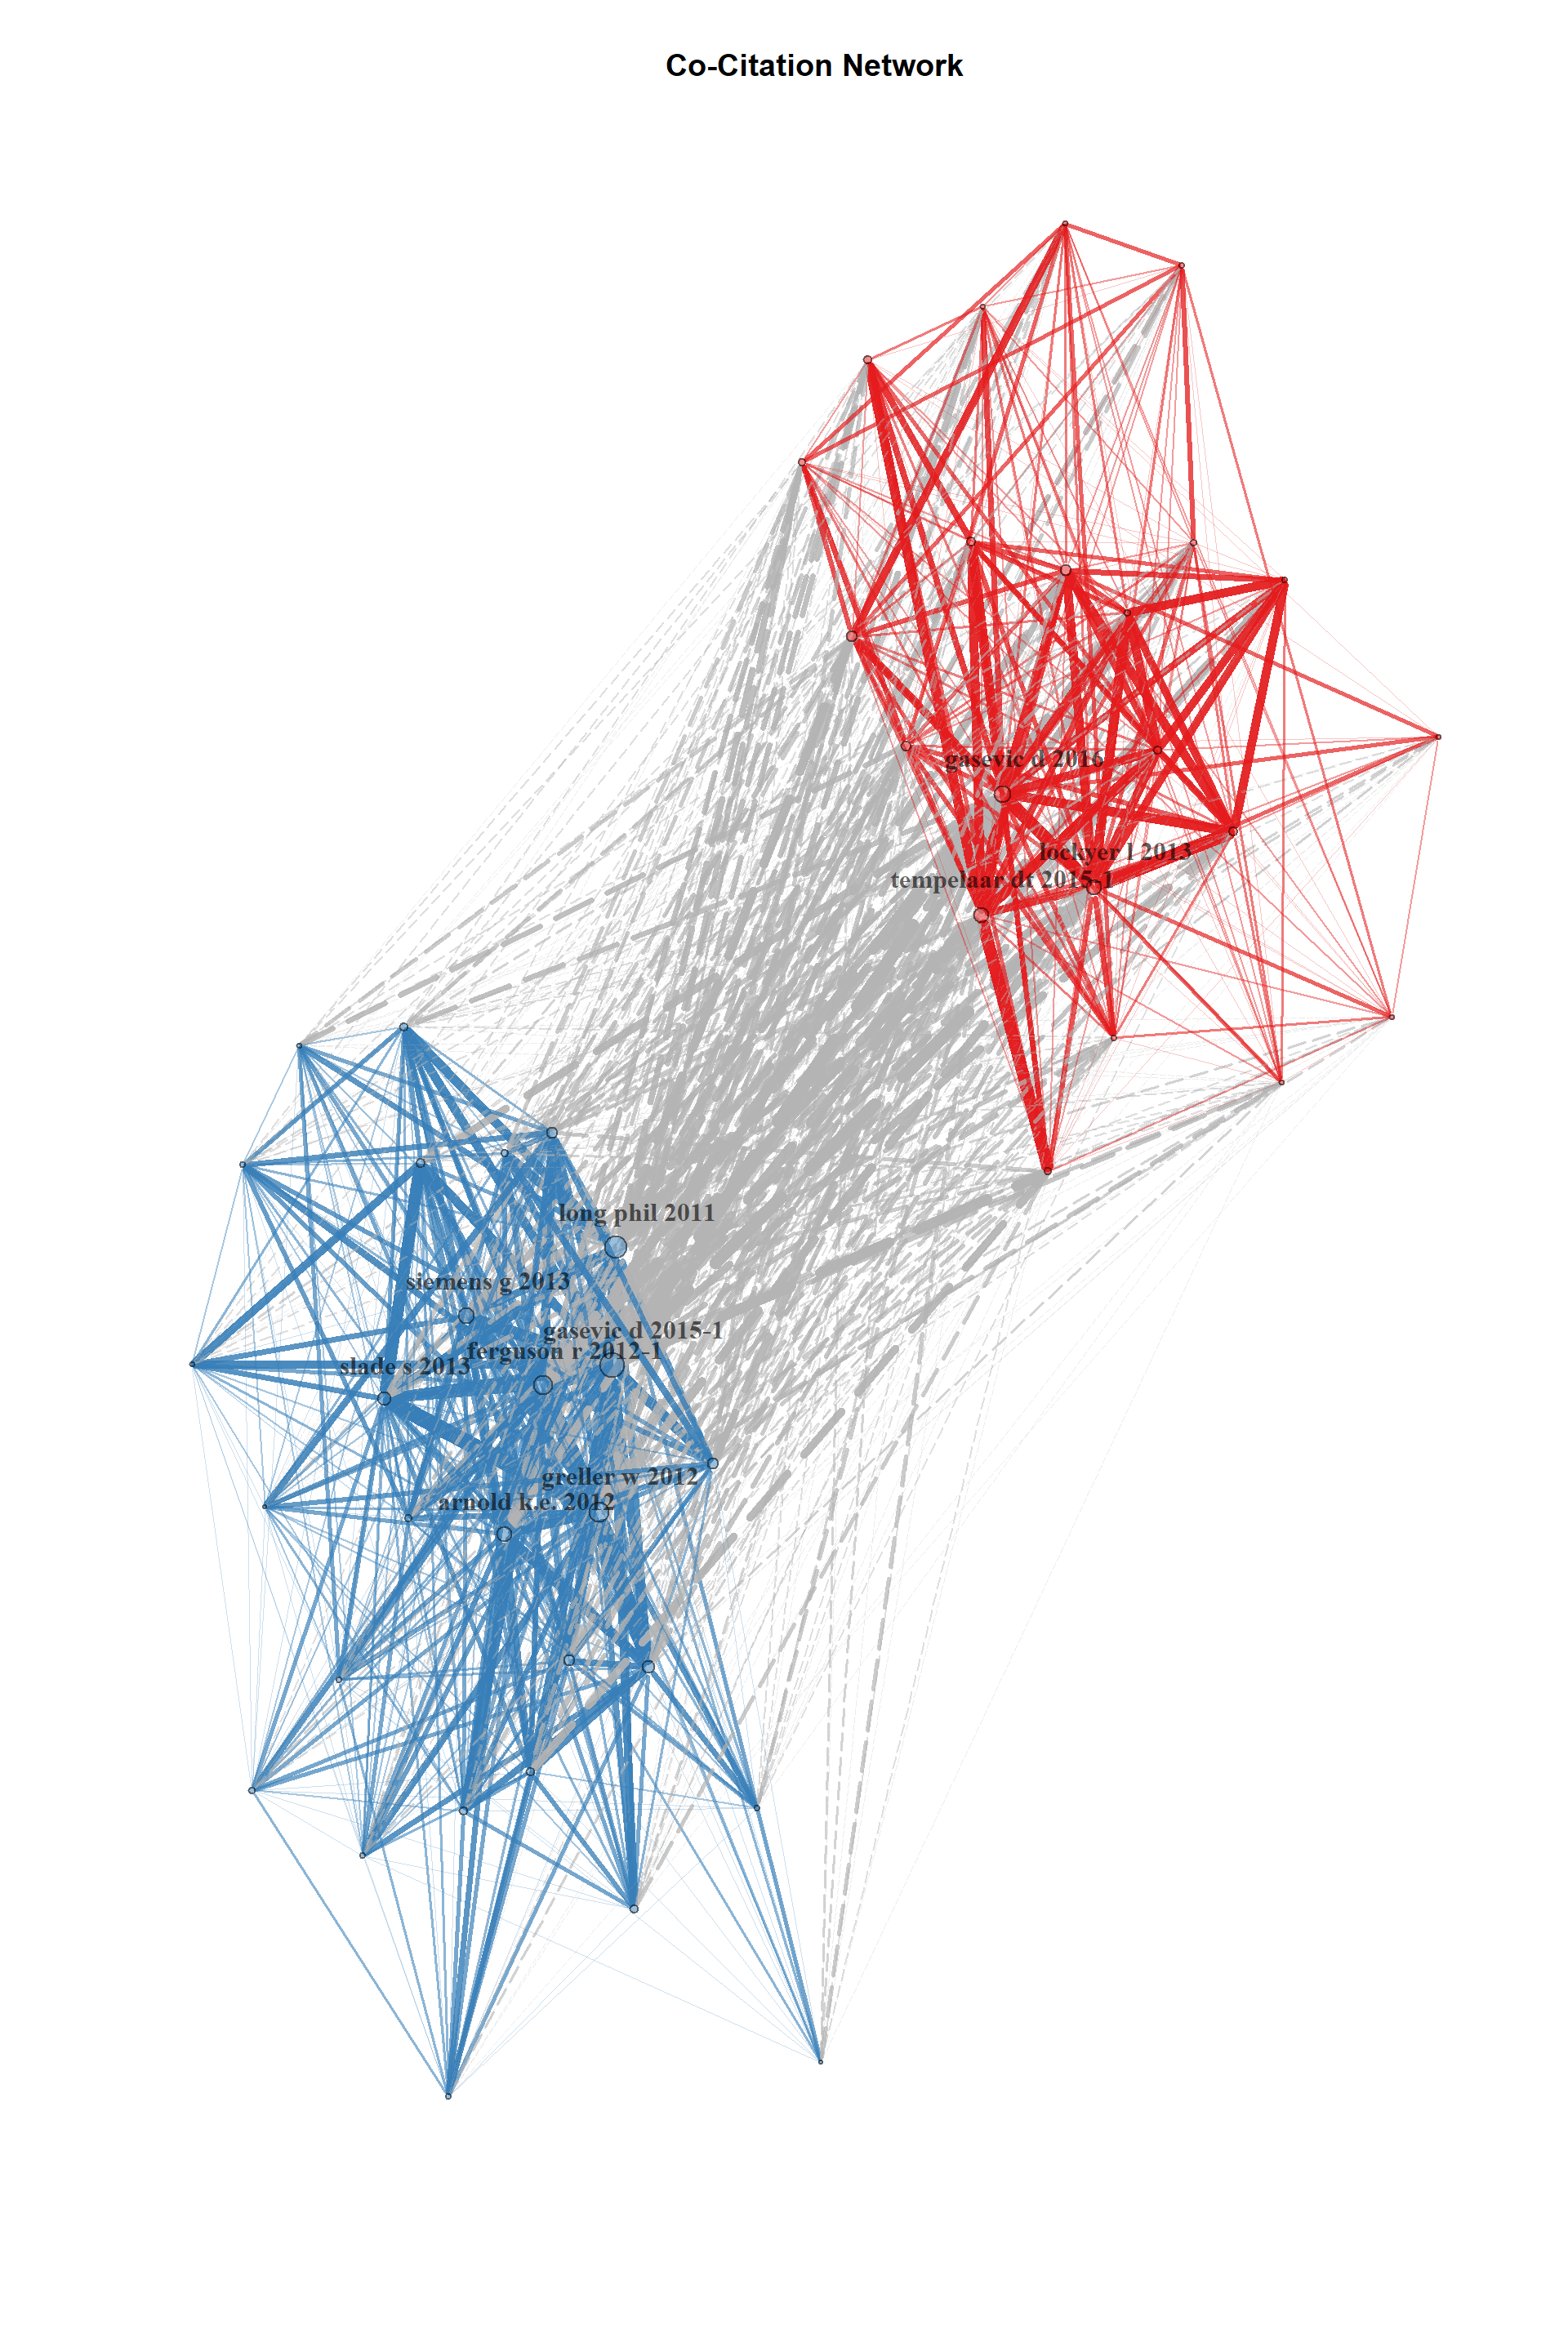 Co-Citation Network
gasevic d 2016
lockyer l 2013
tempelaar dt 2015-1
long phil 2011
siemens g 2013
gasevic d 2015-1
ferguson r 2012-1
slade s 2013
greller w 2012
arnold k.e. 2012